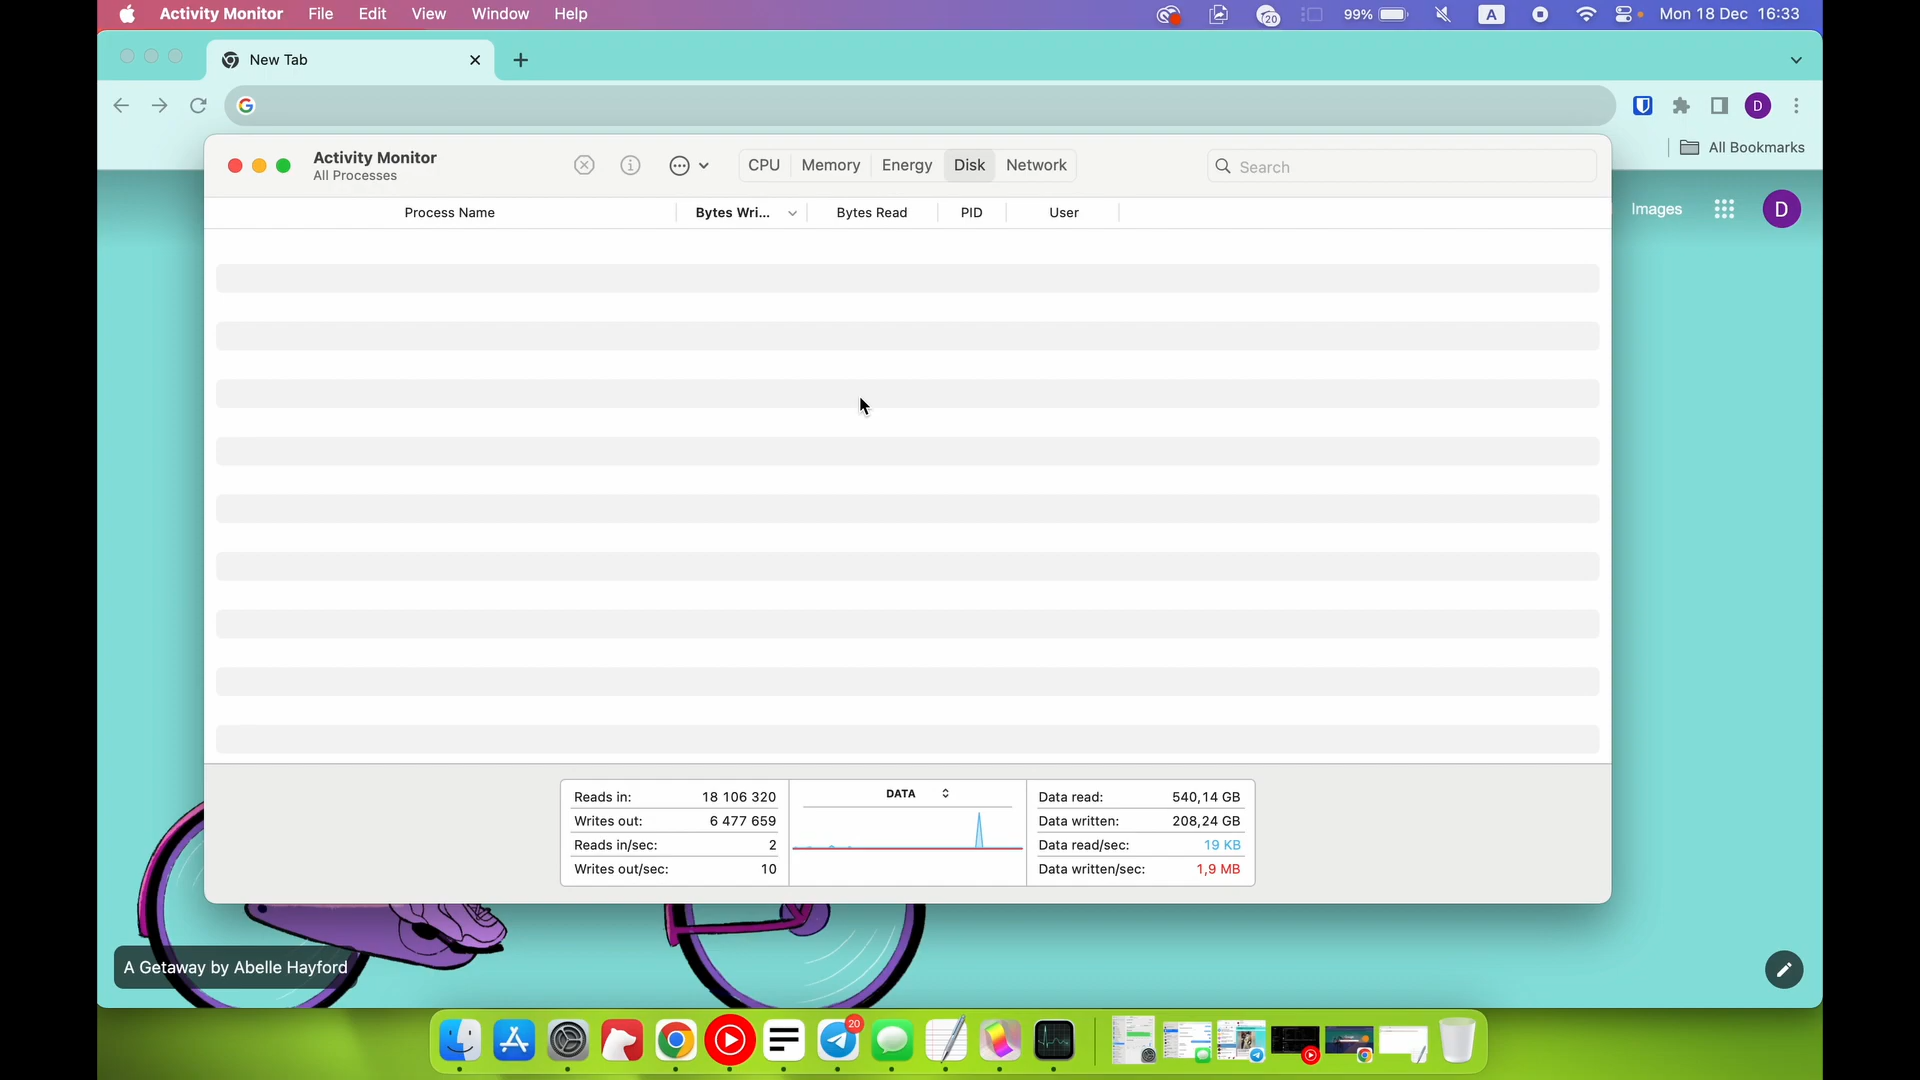 Activity Monitor File Edit View Window Help 20 99% A Mon 18 Dec 16:33
New Tab
G D
All Bookmarks
Activity Monitor
All Processes
CPU Memory Energy Disk Network
Search
Process Name Bytes Wri... Bytes Read PID User
Images D
Reads in: 18 106 320
Writes out: 6 477 659
Reads in/sec: 2
Writes out/sec: 10
DATA
Data read: 540,14 GB
Data written: 208,24 GB
Data read/sec: 19 KB
Data written/sec: 1,9 MB
A Getaway by Abelle Hayford
20